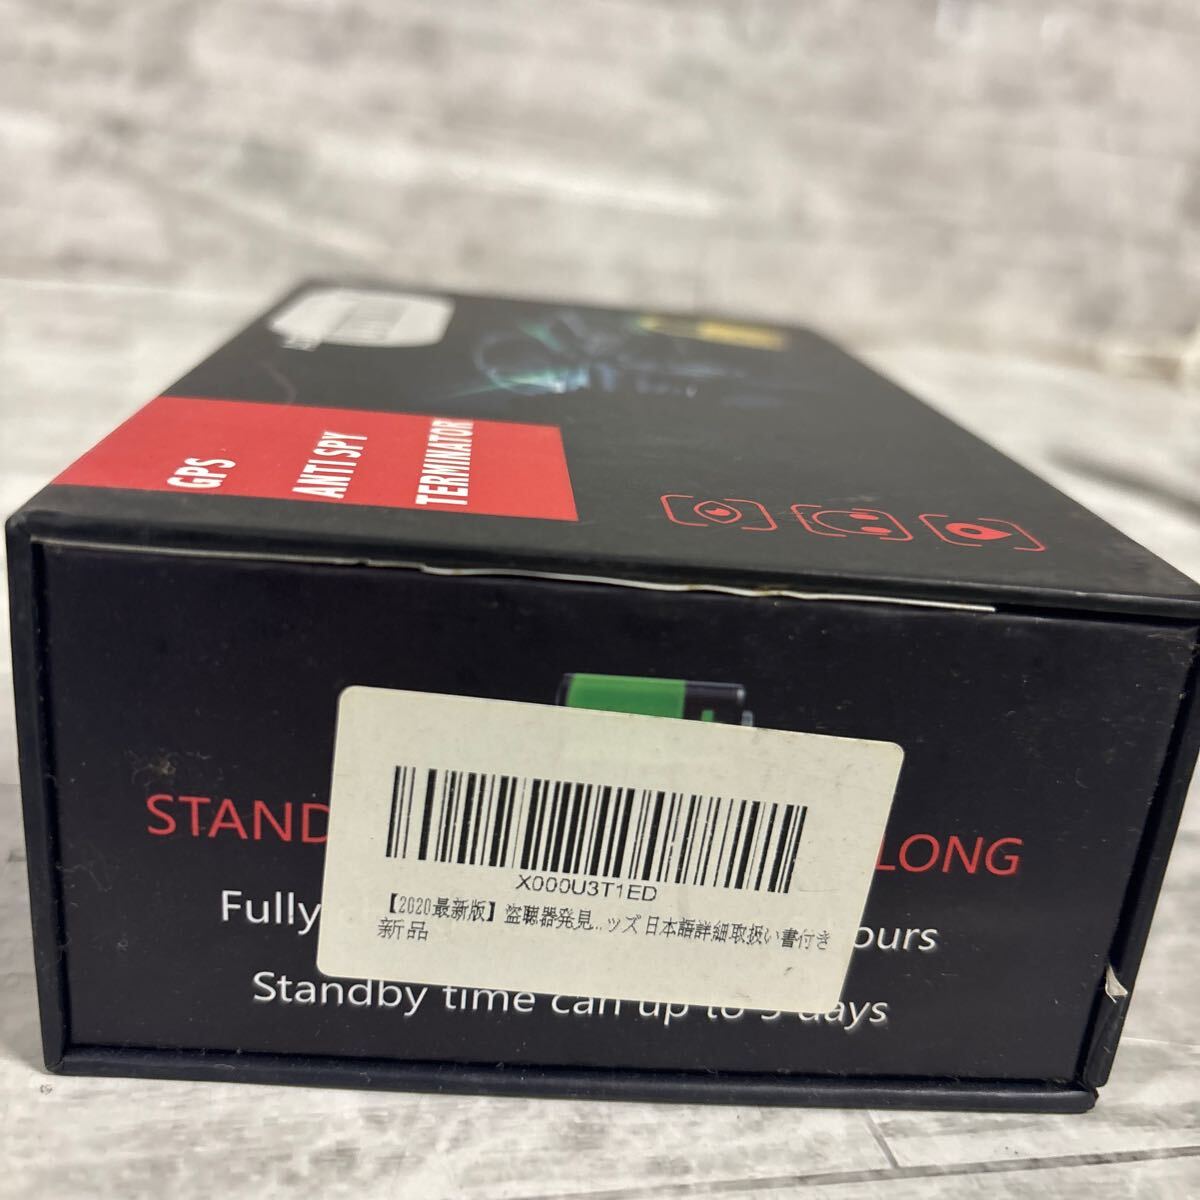 GPS
ANTI SPY
TERMINATOR
STAND LONG
Fully ours
Standby time can up to days
X000U3T1ED
【2020最新版】盗聴器発見...ッズ 日本語詳細取扱い書付き
新品